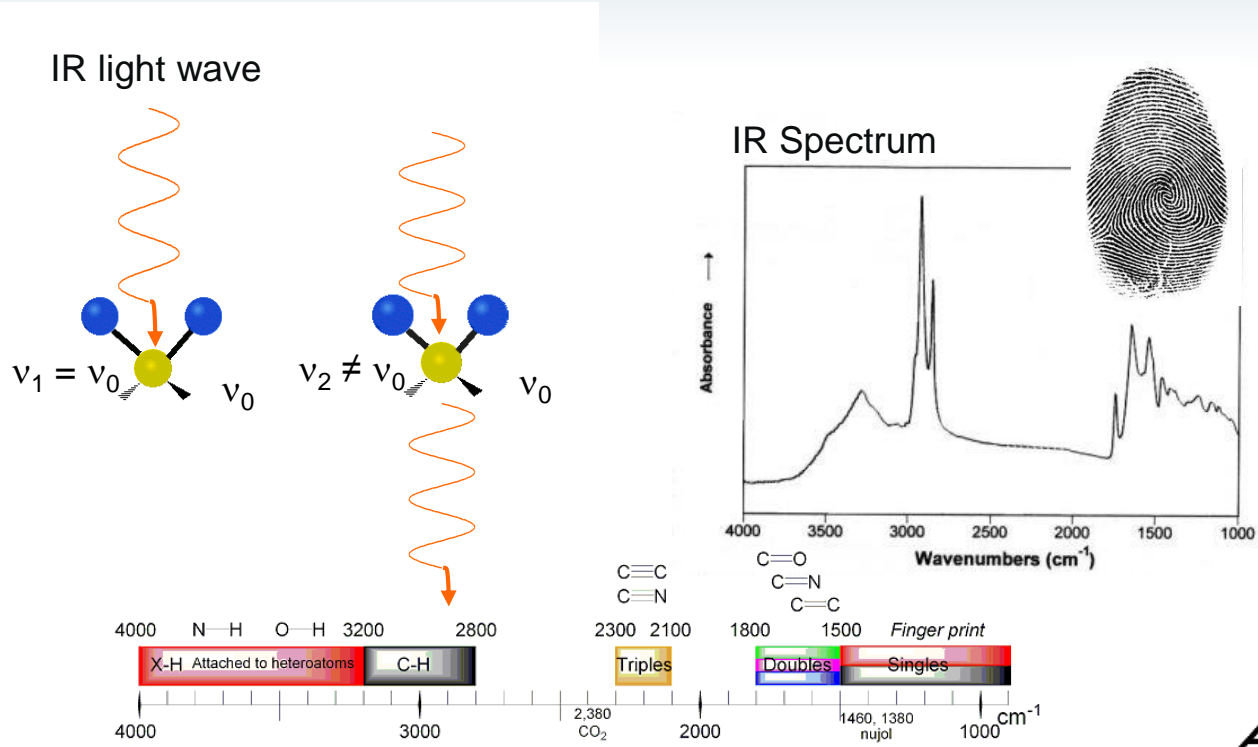 IR light wave
ν1 = ν0
ν0
ν2 ≠ ν0
ν0
IR Spectrum
Absorbance →
4000 3500 3000 2500 2000 1500 1000
Wavenumbers (cm-1)
C≡C
C≡N
C=O
C=N
C=C
4000 N—H O—H 3200 2800 2300 2100 1800 1500 Finger print
X-H Attached to heteroatoms C-H Triples Doubles Singles
4000 3000 2,380 CO2 2000 1460, 1380 nujol 1000 cm-1